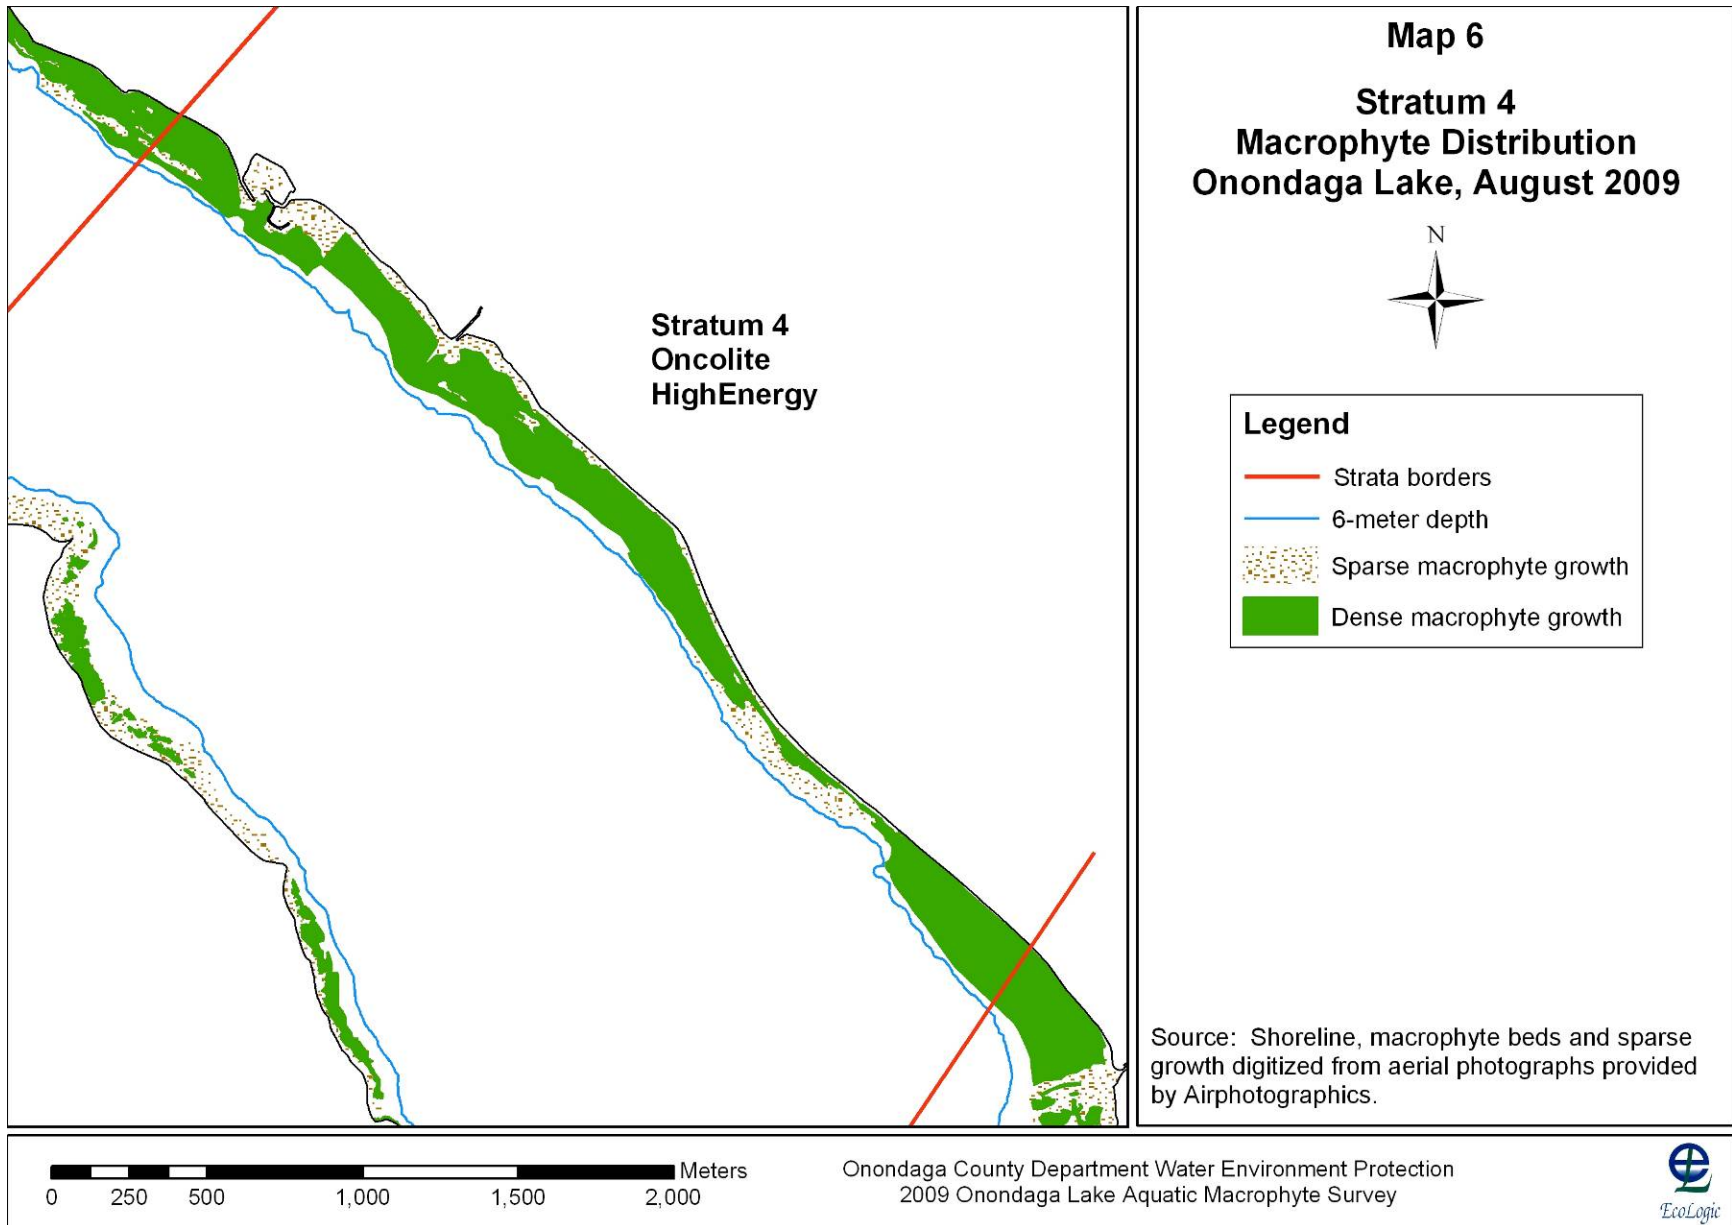 Map 6
Stratum 4
Macrophyte Distribution
Onondaga Lake, August 2009
N
Stratum 4
Oncolite
HighEnergy
Legend
Strata borders
6-meter depth
Sparse macrophyte growth
Dense macrophyte growth
Source: Shoreline, macrophyte beds and sparse
growth digitized from aerial photographs provided
by Airphotographics.
Meters
0 250 500 1,000 1,500 2,000
Onondaga County Department Water Environment Protection
2009 Onondaga Lake Aquatic Macrophyte Survey
EcoLogic